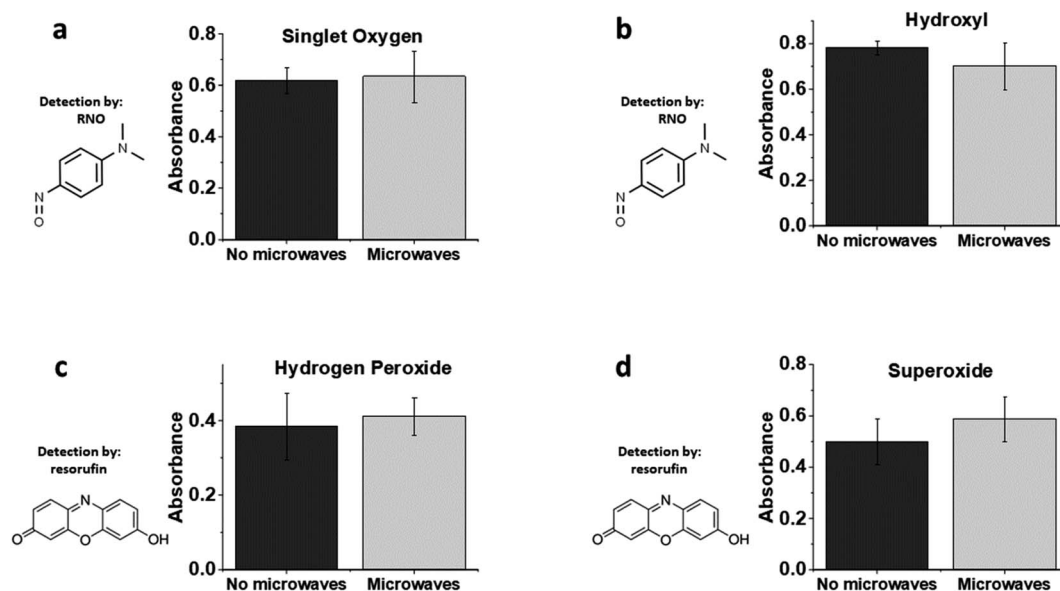 a
Singlet Oxygen
Detection by:
RNO
N
N
O
Absorbance
0.8
0.6
0.4
0.2
0.0
No microwaves
Microwaves
b
Hydroxyl
Detection by:
RNO
N
N
O
Absorbance
0.8
0.6
0.4
0.2
0.0
No microwaves
Microwaves
c
Hydrogen Peroxide
Detection by:
resorufin
N
O
O
OH
Absorbance
0.4
0.2
0.0
No microwaves
Microwaves
d
Superoxide
Detection by:
resorufin
N
O
O
OH
Absorbance
0.8
0.6
0.4
0.2
0.0
No microwaves
Microwaves